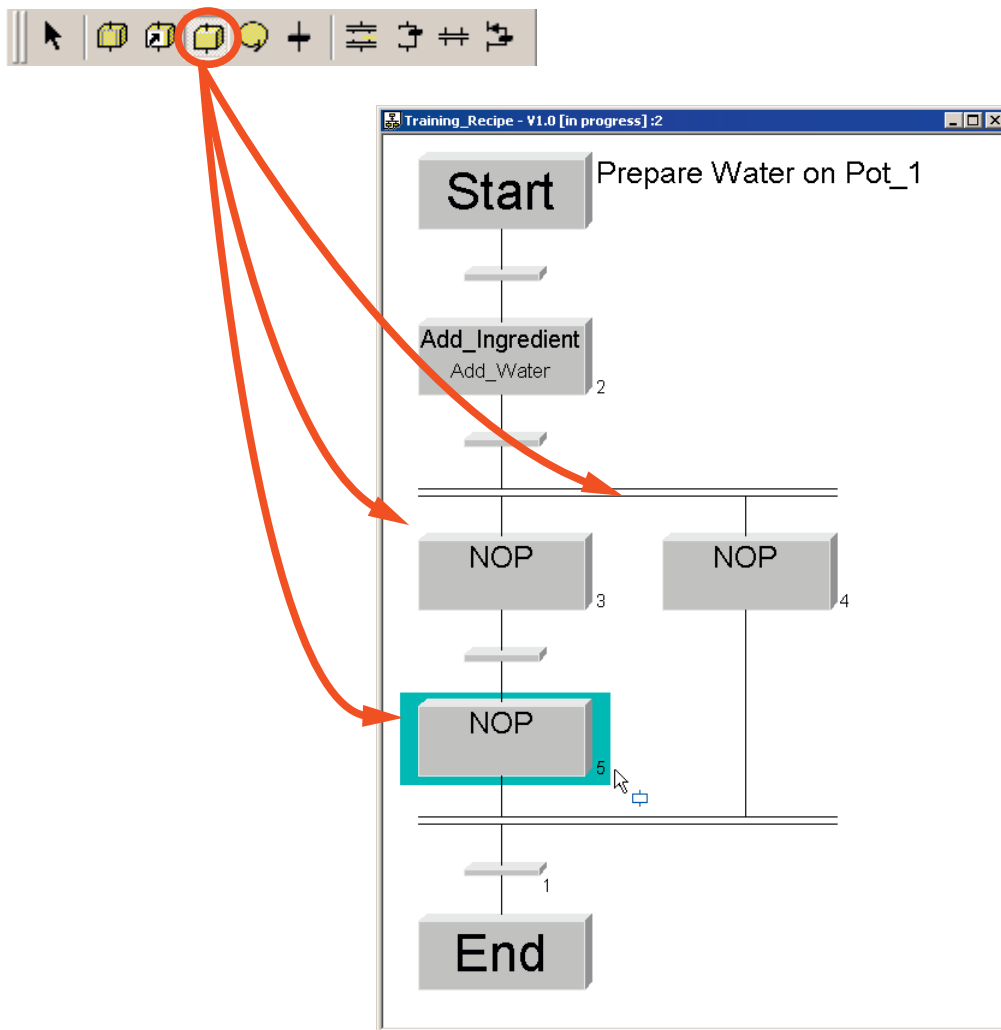 Training_Recipe - V1.0 [in progress] :2
Start
Prepare Water on Pot_1
Add_Ingredient
Add_Water
2
NOP
3
NOP
4
NOP
5
1
End